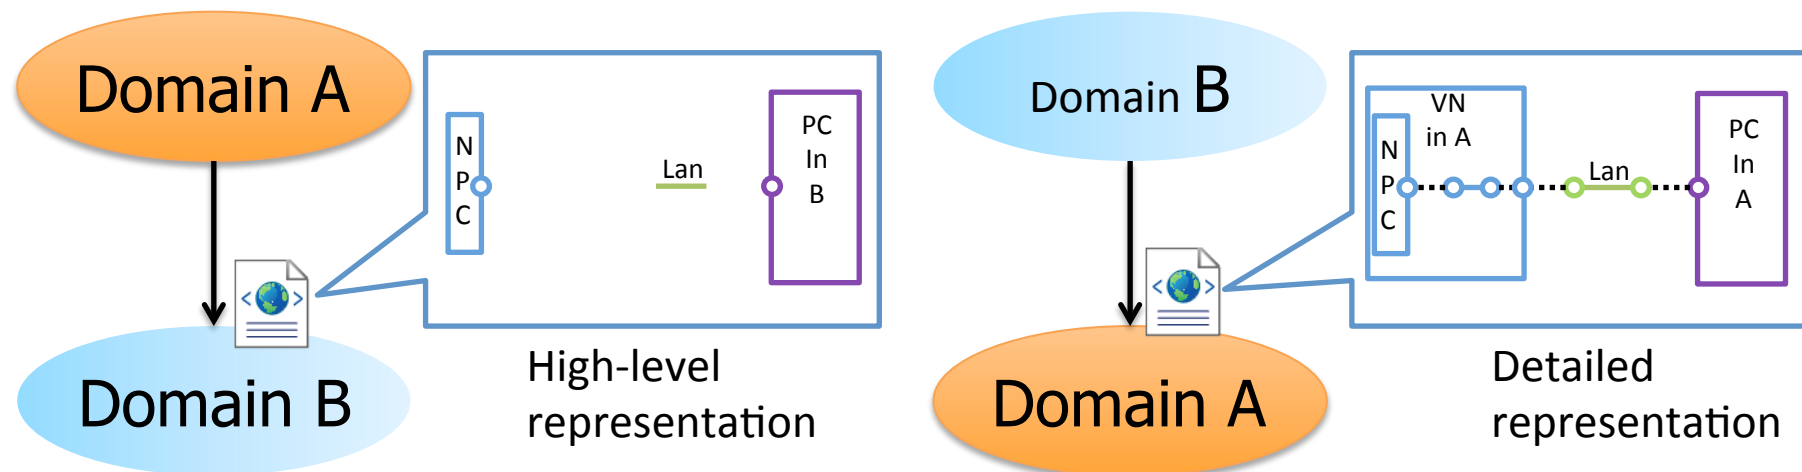 Domain A
N
P
C
Lan
PC
In
B
Domain B
High-level
representation
Domain B
VN
in A
N
P
C
Lan
PC
In
A
Domain A
Detailed
representation